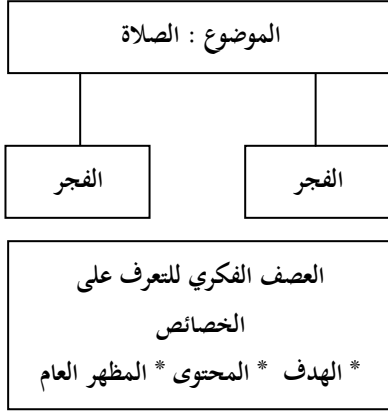 الموضوع : الصلاة
الفجر
الفجر
العصف الفكري للتعرف على
الخصائص
* الهدف * المحتوى * المظهر العام